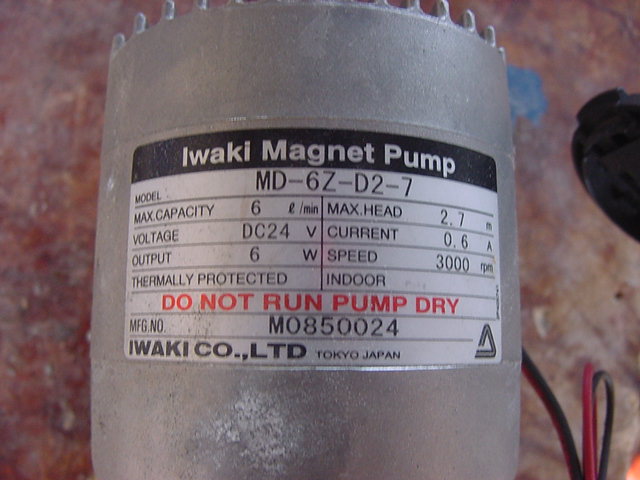 Iwaki Magnet Pump
MODEL MD-6Z-D2-7
MAX.CAPACITY 6 ℓ/min MAX.HEAD 2.7 m
VOLTAGE DC24 V CURRENT 0.6 A
OUTPUT 6 W SPEED 3000 rpm
THERMALLY PROTECTED INDOOR
DO NOT RUN PUMP DRY
MFG.NO. M0850024
IWAKI CO.,LTD TOKYO JAPAN